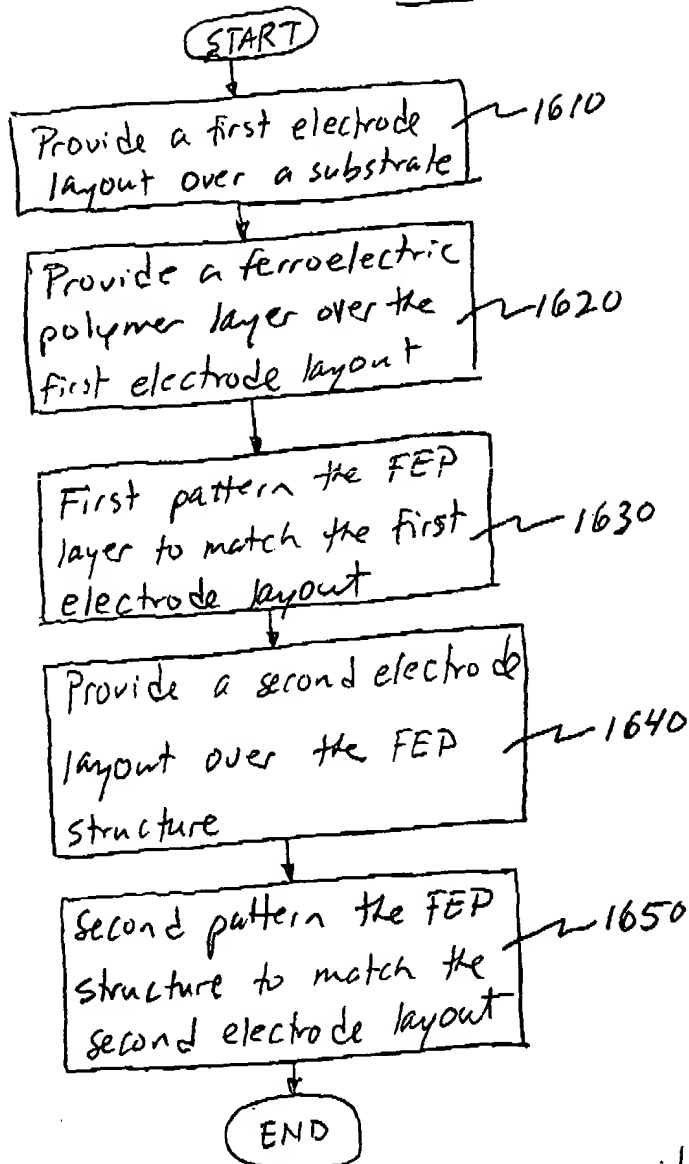 START
Provide a first electrode
layout over a substrate
1610
Provide a ferroelectric
polymer layer over the
first electrode layout
1620
First pattern the FEP
layer to match the first
electrode layout
1630
Provide a second electrode
layout over the FEP
structure
1640
Second pattern the FEP
structure to match the
second electrode layout
1650
END